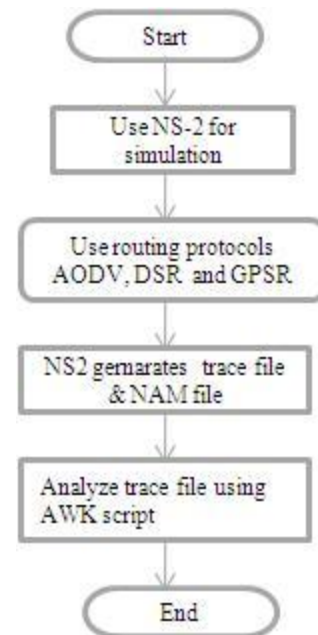 Start
Use NS-2 for
simulation
Use routing protocols
AODV, DSR and GPSR
NS2 gernarates trace file
& NAM file
Analyze trace file using
AWK script
End